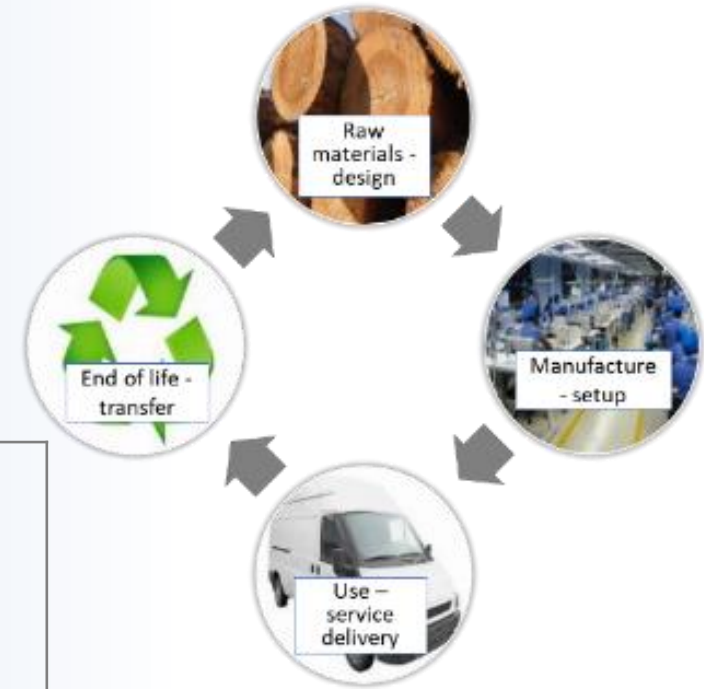 Raw
materials -
design
Manufacture
- setup
Use –
service
delivery
End of life -
transfer